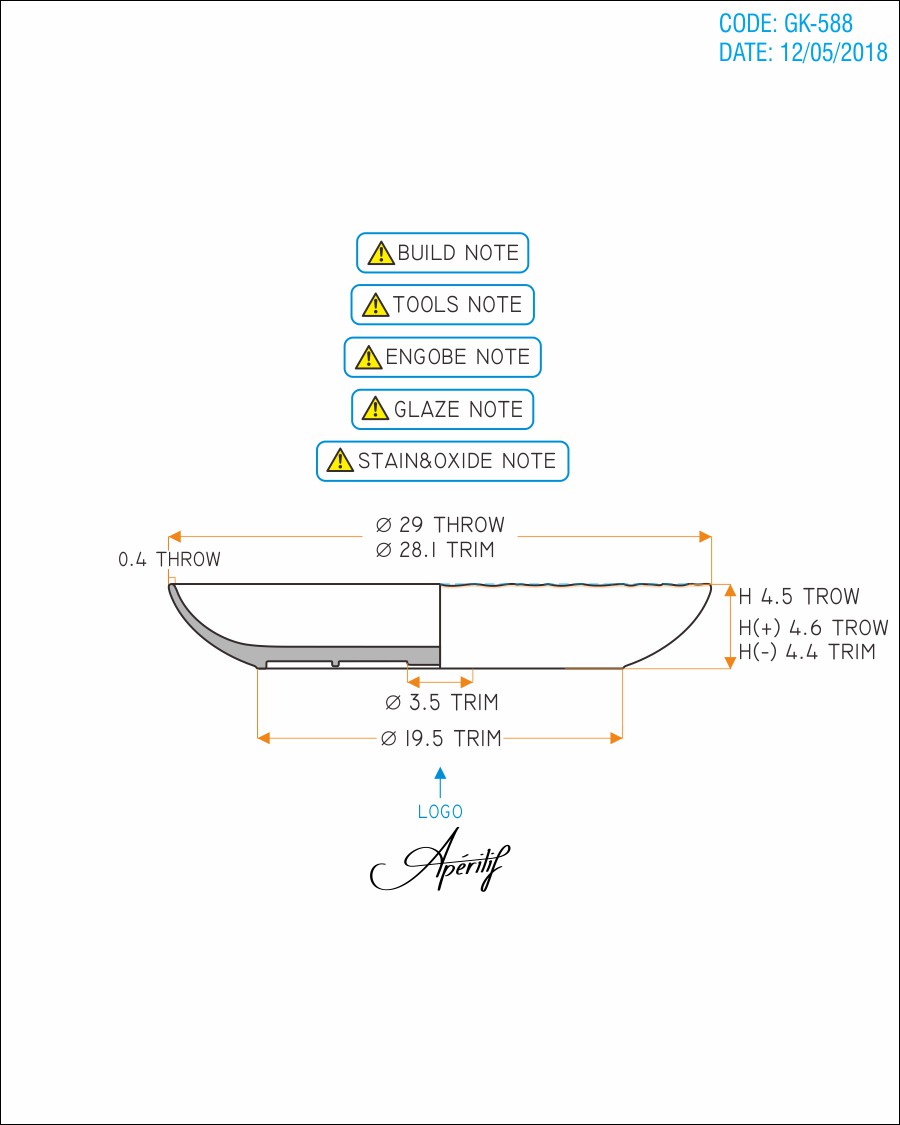 CODE: GK-588
DATE: 12/05/2018
BUILD NOTE
TOOLS NOTE
ENGOBE NOTE
GLAZE NOTE
STAIN&OXIDE NOTE
Ø 29 THROW
Ø 28.1 TRIM
0.4 THROW
H 4.5 TROW
H(+) 4.6 TROW
H(-) 4.4 TRIM
Ø 3.5 TRIM
Ø 19.5 TRIM
LOGO
Apéritif